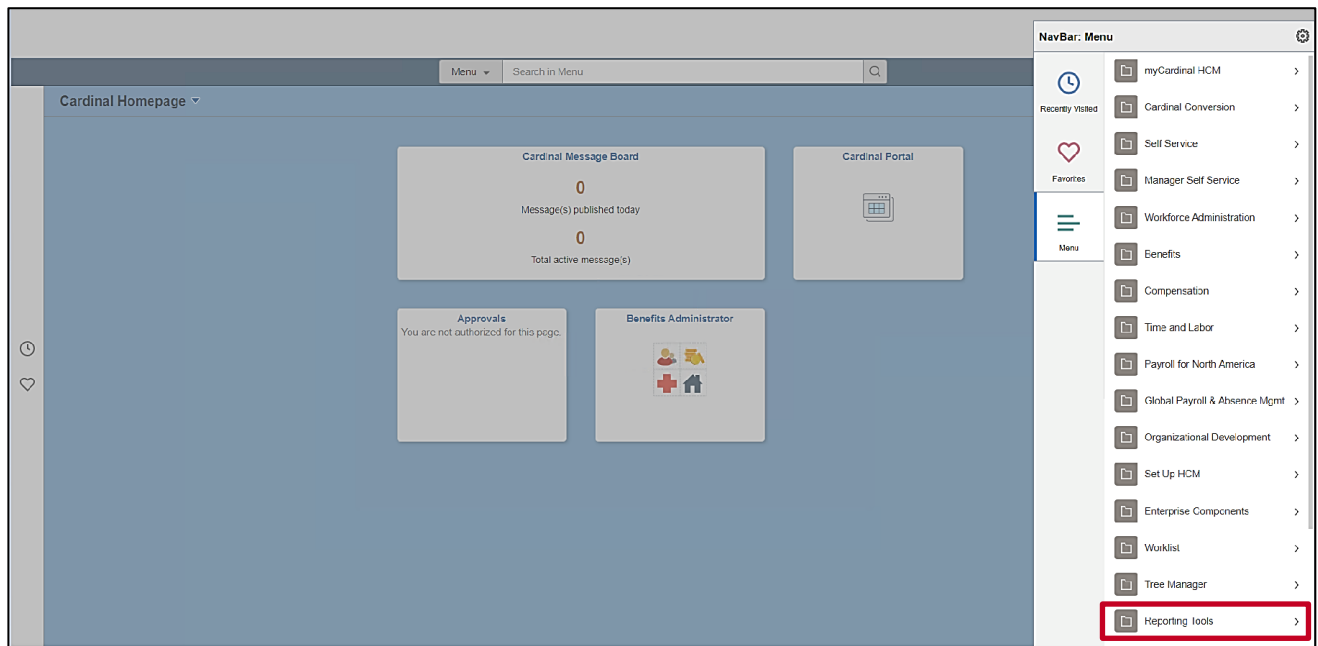 NavBar: Menu
Menu
Search in Menu
Cardinal Homepage
Cardinal Message Board
0
Message(s) published today
0
Total active message(s)
Cardinal Portal
Approvals
You are not authorized for this page.
Benefits Administrator
Recently Visited
Favorites
Menu
myCardinal HCM
Cardinal Conversion
Self Service
Manager Self Service
Workforce Administration
Benefits
Compensation
Time and Labor
Payroll for North America
Global Payroll & Absence Mgmt
Organizational Development
Set Up HCM
Enterprise Components
Worklist
Tree Manager
Reporting Tools